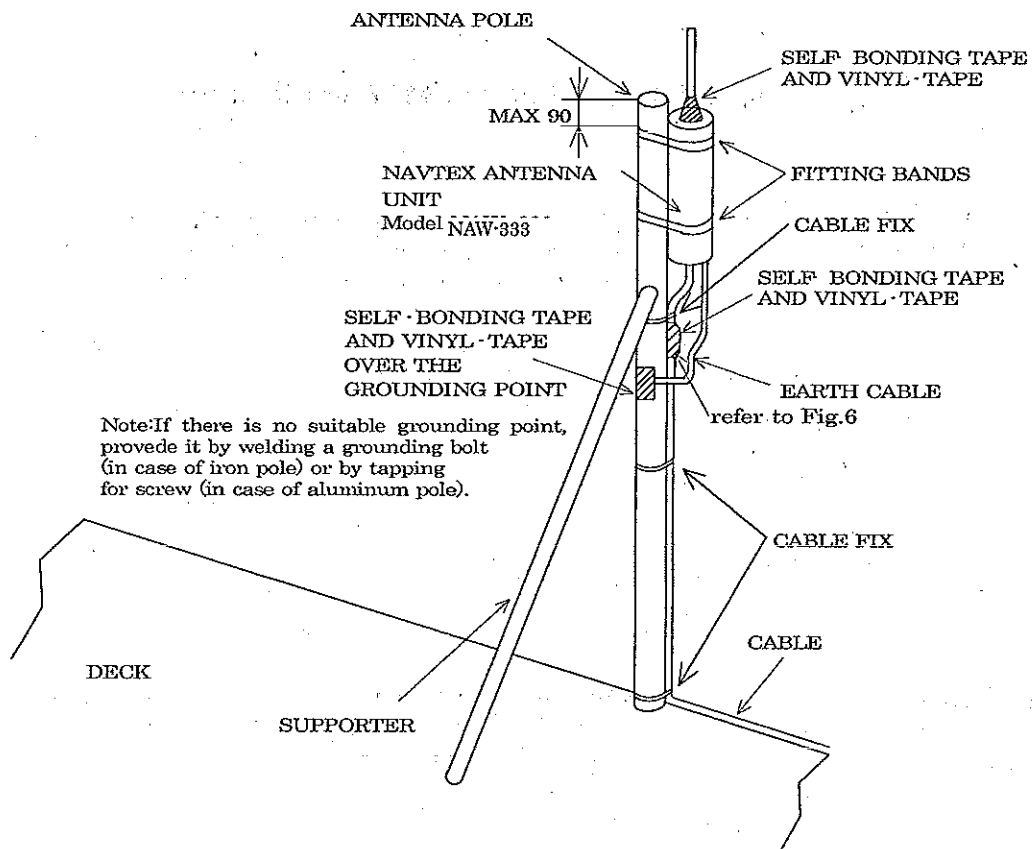 ANTENNA POLE
SELF- BONDING TAPE
AND VINYL-TAPE
MAX 90
NAVTEX ANTENNA
UNIT
Model NAW-333
FITTING BANDS
CABLE FIX
SELF BONDING TAPE
AND VINYL-TAPE
SELF-BONDING TAPE
AND VINYL-TAPE
OVER THE
GROUNDING POINT
EARTH CABLE
refer to Fig.6
Note:If there is no suitable grounding point,
provede it by welding a grounding bolt
(in case of iron pole) or by tapping
for screw (in case of aluminum pole).
CABLE FIX
CABLE
DECK
SUPPORTER